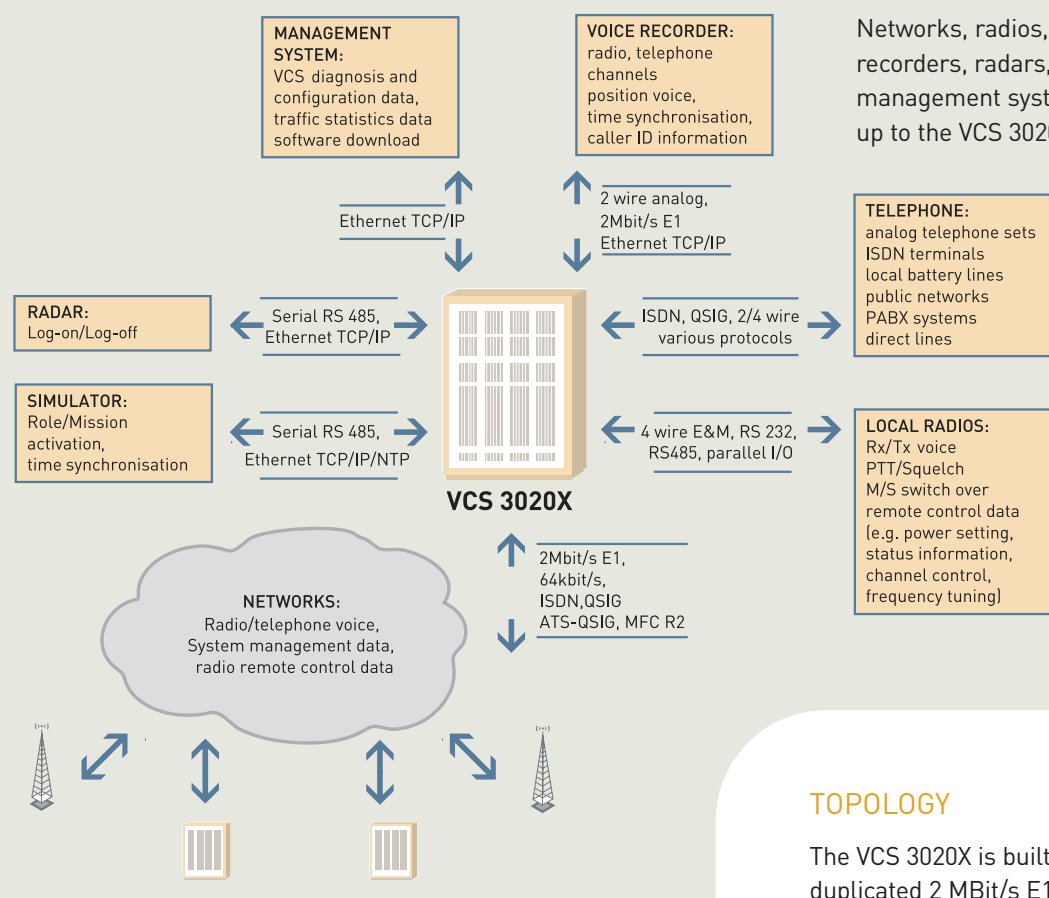 MANAGEMENT
SYSTEM:
VCS diagnosis and
configuration data,
traffic statistics data
software download
VOICE RECORDER:
radio, telephone
channels
position voice,
time synchronisation,
caller ID information
Networks, radios,
recorders, radars,
management syst
up to the VCS 302
Ethernet TCP/IP
2 wire analog,
2Mbit/s E1
Ethernet TCP/IP
TELEPHONE:
analog telephone sets
ISDN terminals
local battery lines
public networks
PABX systems
direct lines
RADAR:
Log-on/Log-off
Serial RS 485,
Ethernet TCP/IP
ISDN, QSIG, 2/4 wire
various protocols
SIMULATOR:
Role/Mission
activation,
time synchronisation
Serial RS 485,
Ethernet TCP/IP/NTP
4 wire E&M, RS 232,
RS485, parallel I/O
LOCAL RADIOS:
Rx/Tx voice
PTT/Squelch
M/S switch over
remote control data
(e.g. power setting,
status information,
channel control,
frequency tuning)
VCS 3020X
2Mbit/s E1,
64kbit/s,
ISDN,QSIG
ATS-QSIG, MFC R2
NETWORKS:
Radio/telephone voice,
System management data,
radio remote control data
TOPOLOGY
The VCS 3020X is built
duplicated 2 MBit/s E1